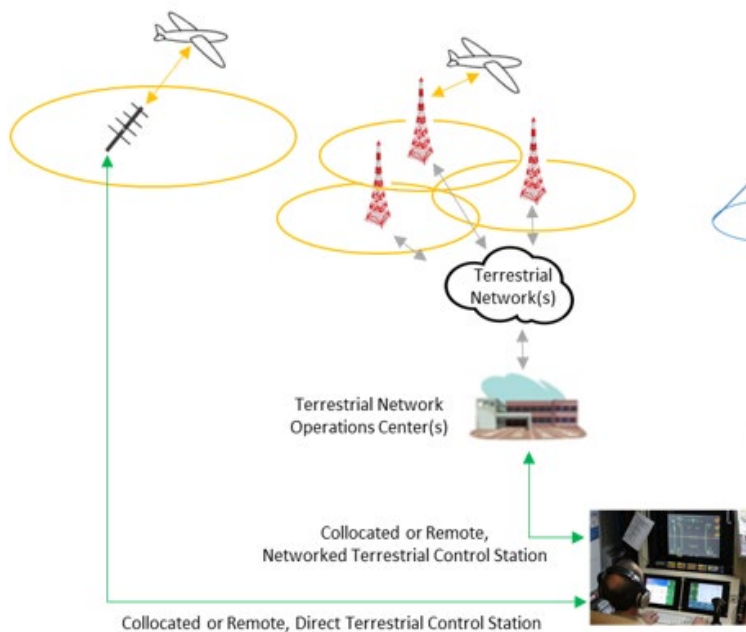 Terrestrial
Network(s)
Terrestrial Network
Operations Center(s)
Collocated or Remote,
Networked Terrestrial Control Station
Collocated or Remote, Direct Terrestrial Control Station